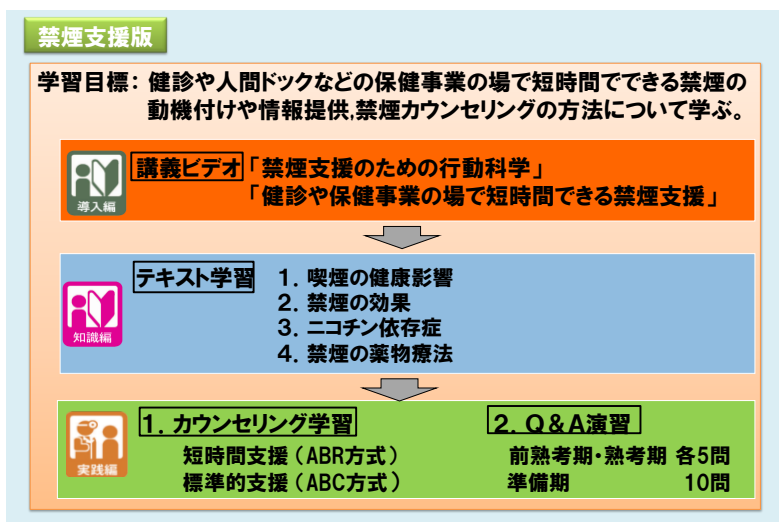 禁煙支援版
学習目標：健診や人間ドックなどの保健事業の場で短時間でできる禁煙の
動機付けや情報提供,禁煙カウンセリングの方法について学ぶ。
導入編
講義ビデオ「禁煙支援のための行動科学」
「健診や保健事業の場で短時間できる禁煙支援」
知識編
テキスト学習 １．喫煙の健康影響
２．禁煙の効果
３．ニコチン依存症
４．禁煙の薬物療法
実践編
１．カウンセリング学習
短時間支援（ABR方式）
標準的支援（ABC方式）
２．Ｑ＆Ａ演習
前熟考期・熟考期 各5問
準備期 10問